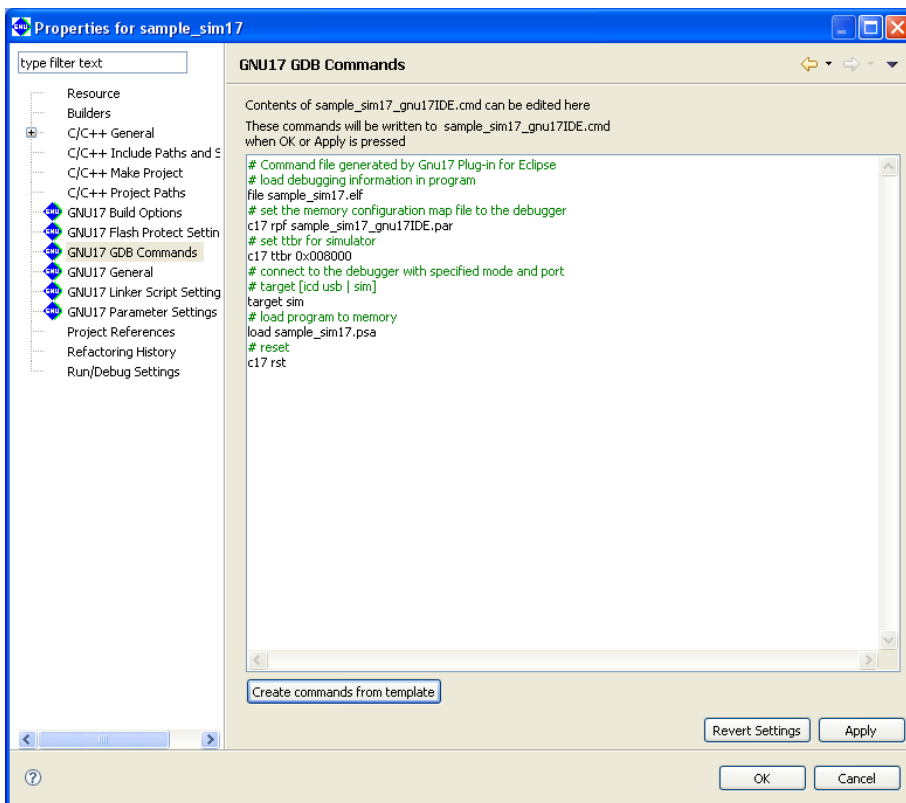 Properties for sample_sim17
type filter text
Resource
Builders
C/C++ General
C/C++ Include Paths and S
C/C++ Make Project
C/C++ Project Paths
GNU17 Build Options
GNU17 Flash Protect Settin
GNU17 GDB Commands
GNU17 General
GNU17 Linker Script Setting
GNU17 Parameter Settings
Project References
Refactoring History
Run/Debug Settings
GNU17 GDB Commands
Contents of sample_sim17_gnu17IDE.cmd can be edited here
These commands will be written to sample_sim17_gnu17IDE.cmd
when OK or Apply is pressed
# Command file generated by Gnu17 Plug-in for Eclipse
# load debugging information in program
file sample_sim17.elf
# set the memory configuration map file to the debugger
c17 rpf sample_sim17_gnu17IDE.par
# set ttbr for simulator
c17 ttbr 0x008000
# connect to the debugger with specified mode and port
# target [icd usb | sim]
target sim
# load program to memory
load sample_sim17.psa
# reset
c17 rst
Create commands from template
Revert Settings
Apply
OK
Cancel